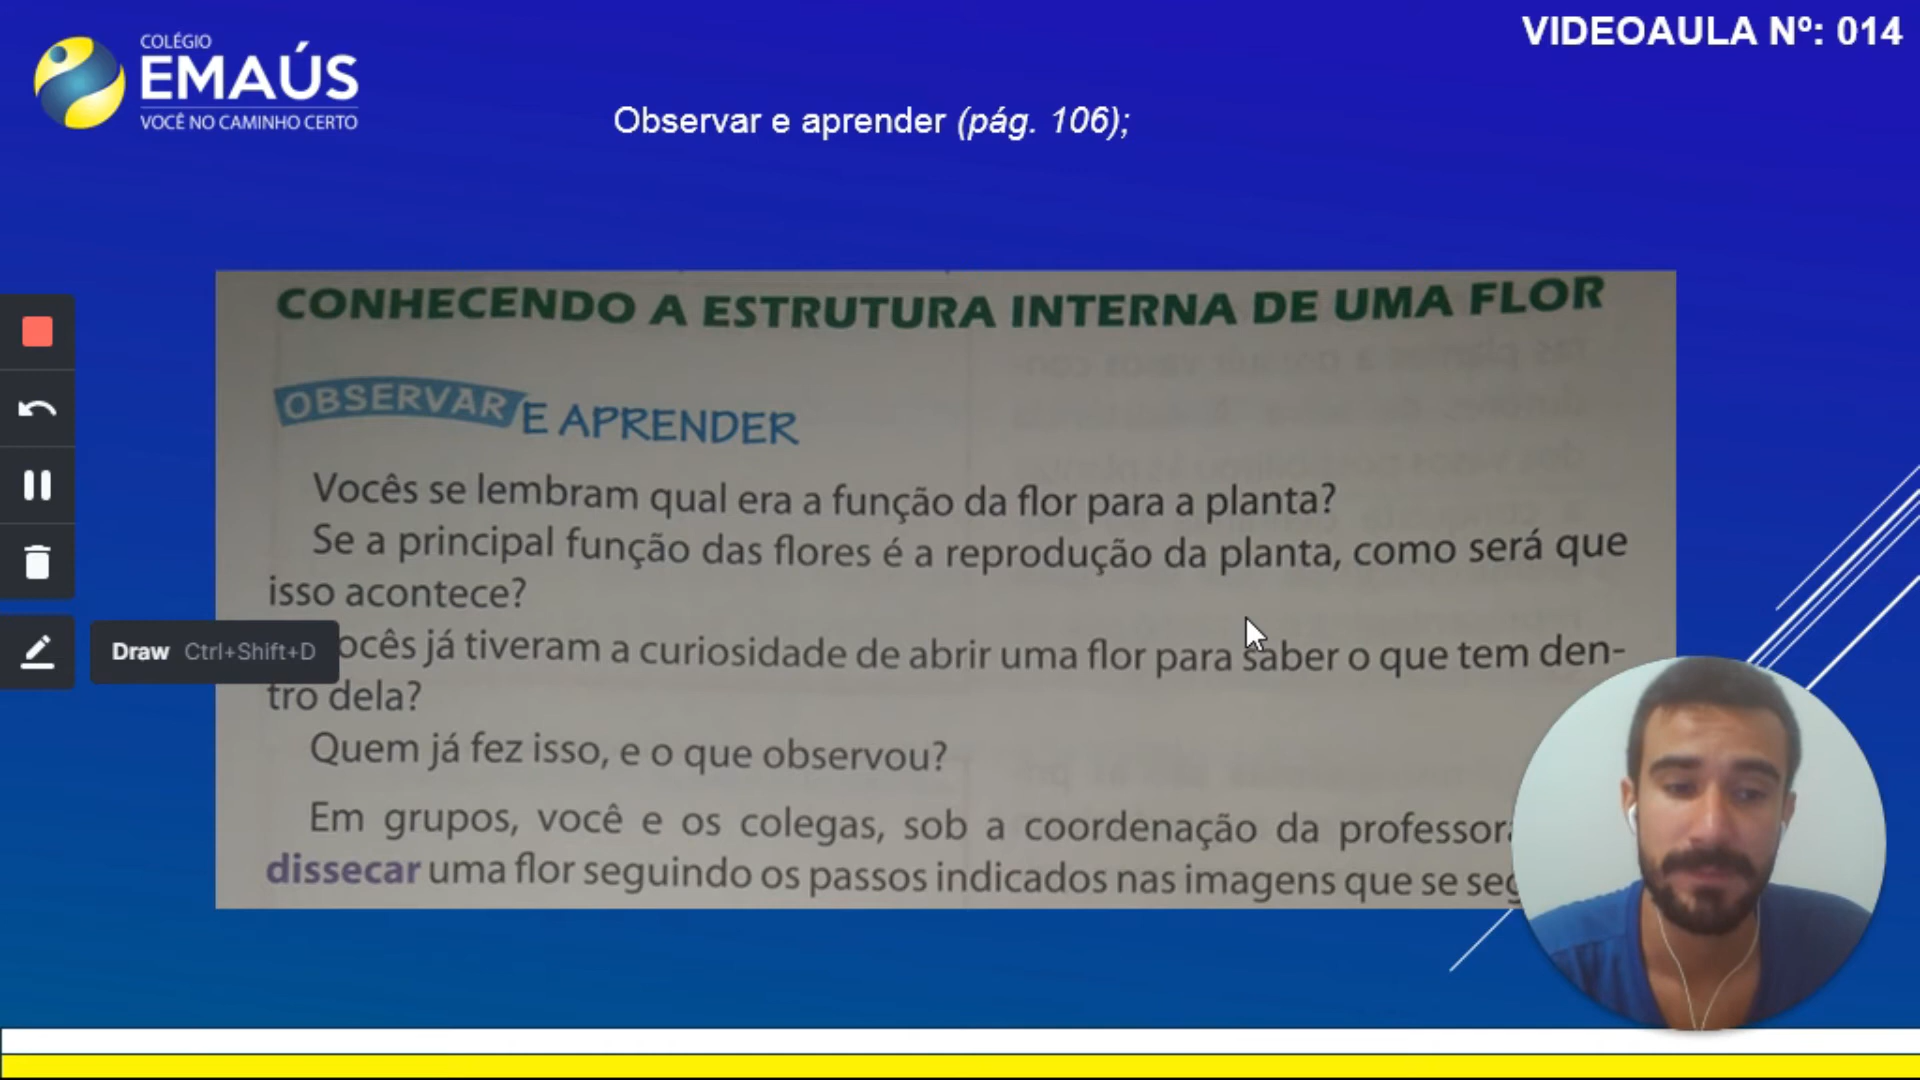 COLÉGIO
EMAÚS
VOCÊ NO CAMINHO CERTO
VIDEOAULA Nº: 014
Observar e aprender (pág. 106);
CONHECENDO A ESTRUTURA INTERNA DE UMA FLOR
OBSERVAR E APRENDER
Vocês se lembram qual era a função da flor para a planta?
Se a principal função das flores é a reprodução da planta, como será que
isso acontece?
Draw Ctrl+Shift+D
ocês já tiveram a curiosidade de abrir uma flor para saber o que tem den-
tro dela?
Quem já fez isso, e o que observou?
Em grupos, você e os colegas, sob a coordenação da professora
dissecar uma flor seguindo os passos indicados nas imagens que se seg